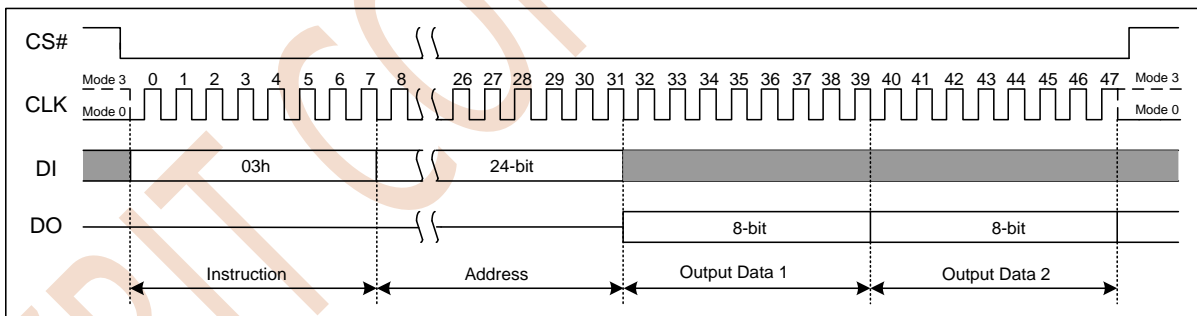 CS#
Mode 3 0 1 2 3 4 5 6 7 8 26 27 28 29 30 31 32 33 34 35 36 37 38 39 40 41 42 43 44 45 46 47 Mode 3
CLK
Mode 0 Mode 0
DI 03h 24-bit
DO 8-bit 8-bit
Instruction Address Output Data 1 Output Data 2